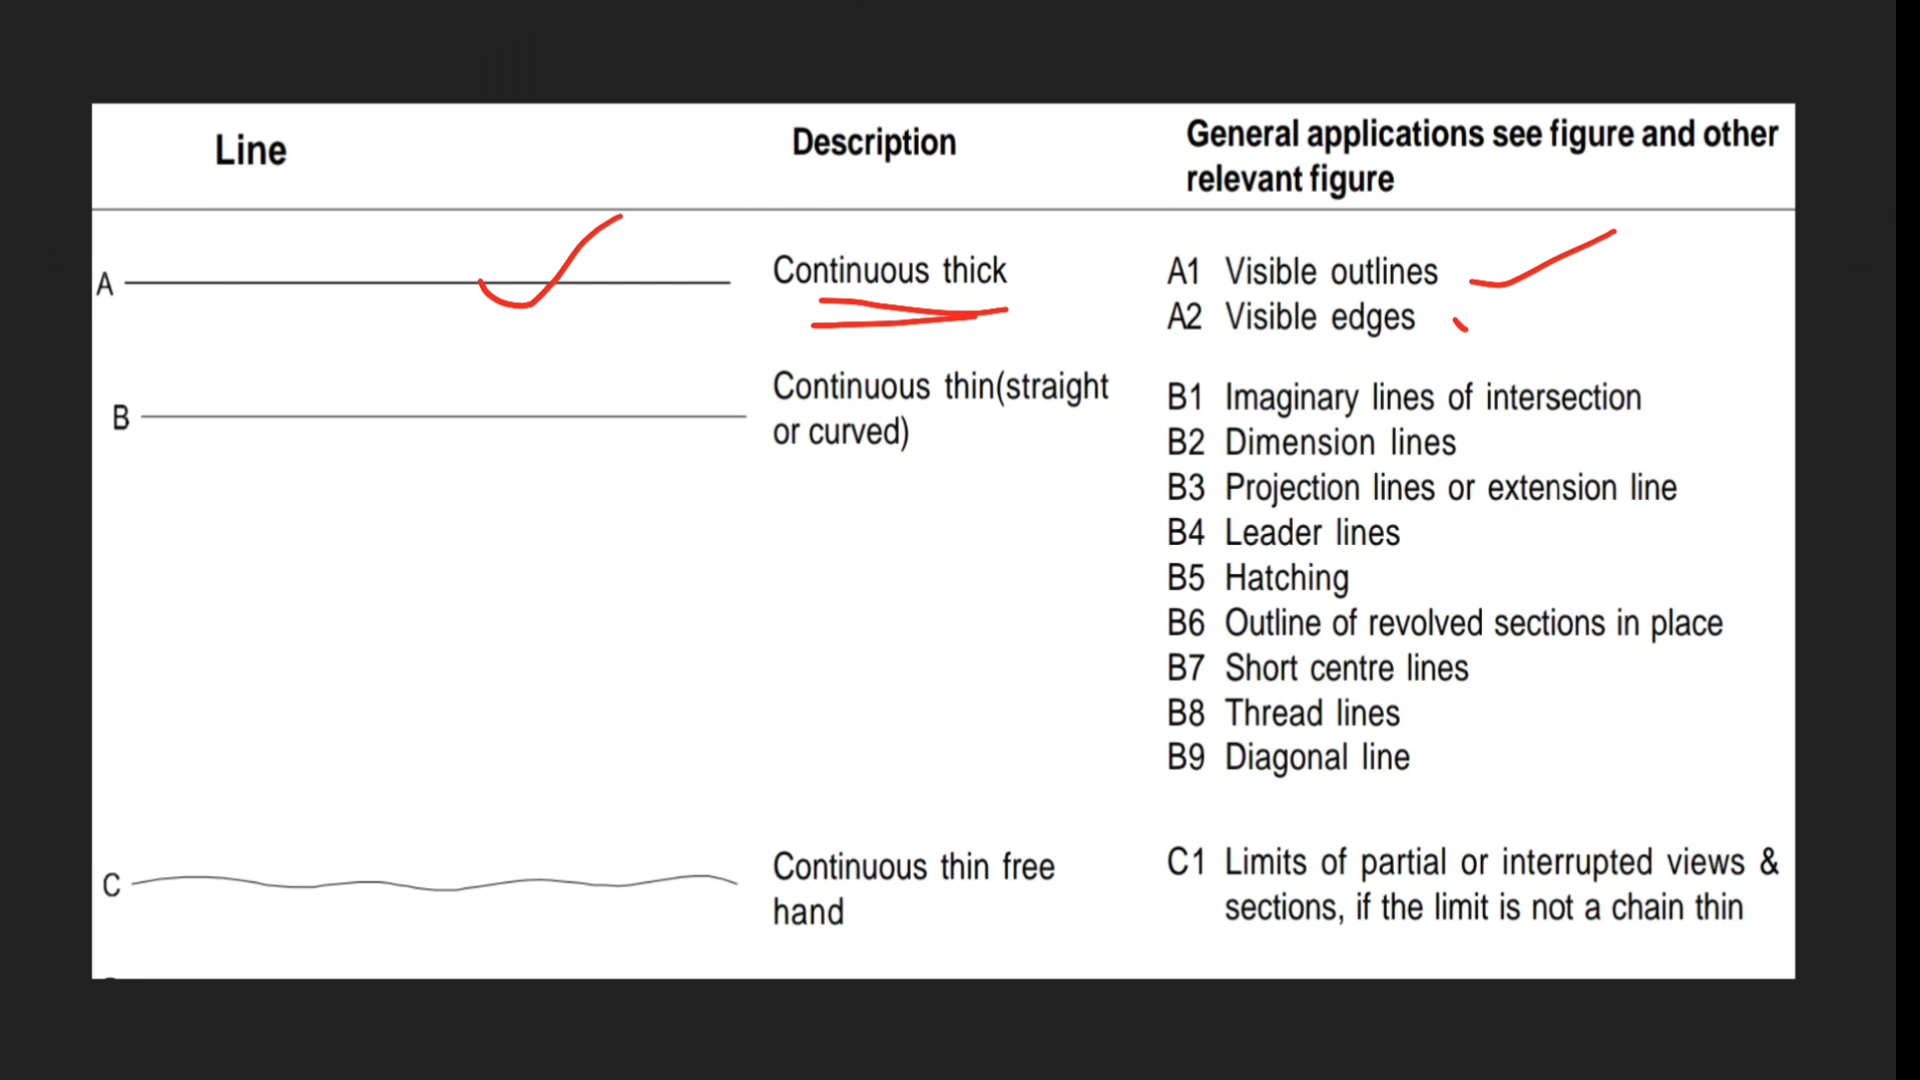 Line
Description
General applications see figure and other
relevant figure
A
Continuous thick
A1 Visible outlines
A2 Visible edges
B
Continuous thin(straight
or curved)
B1 Imaginary lines of intersection
B2 Dimension lines
B3 Projection lines or extension line
B4 Leader lines
B5 Hatching
B6 Outline of revolved sections in place
B7 Short centre lines
B8 Thread lines
B9 Diagonal line
C
Continuous thin free
hand
C1 Limits of partial or interrupted views &
sections, if the limit is not a chain thin